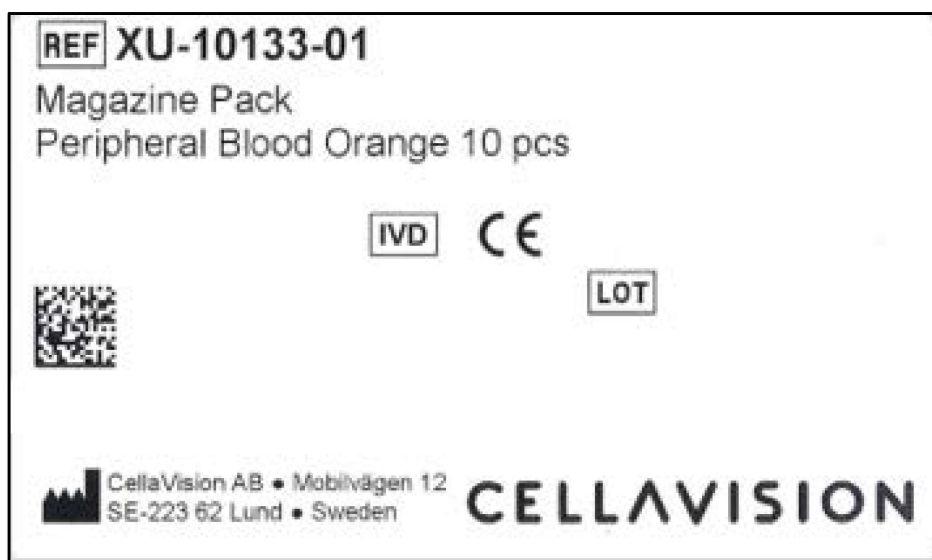 REF XU-10133-01
Magazine Pack
Peripheral Blood Orange 10 pcs
IVD CE
LOT
CellaVision AB • Mobilvägen 12
SE-223 62 Lund • Sweden
CELLAVISION